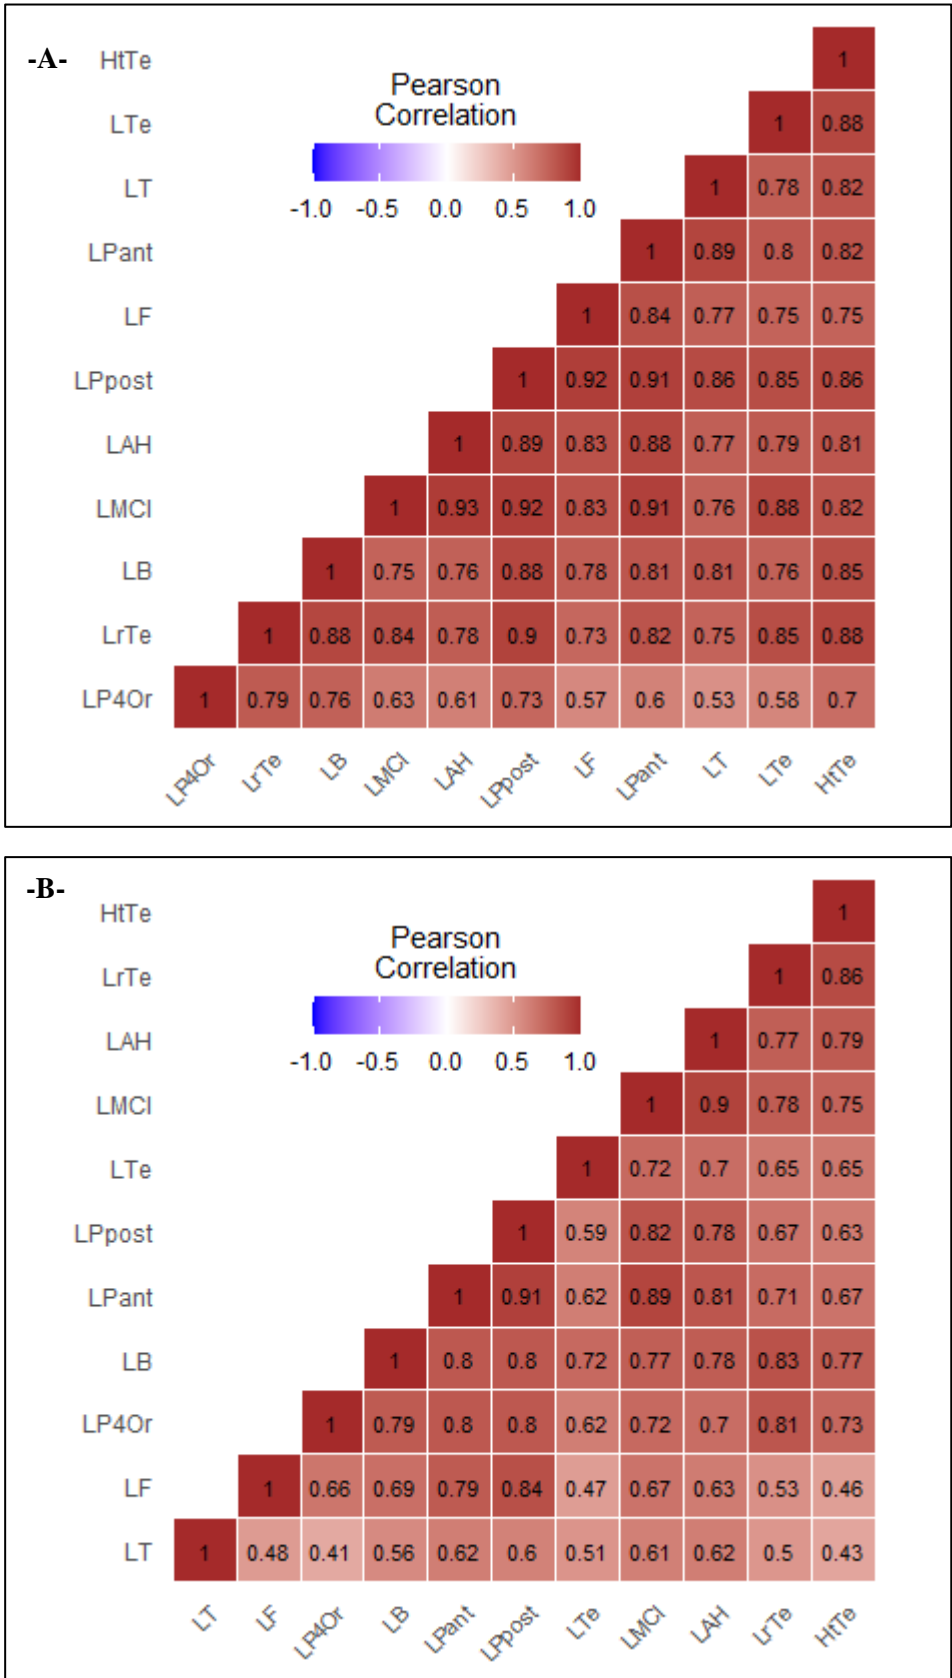 -A-
Pearson
Correlation
-1.0 -0.5 0.0 0.5 1.0
HtTe 1
LTe 1 0.88
LT 1 0.78 0.82
LPant 1 0.89 0.8 0.82
LF 1 0.84 0.77 0.75 0.75
LPpost 1 0.92 0.91 0.86 0.85 0.86
LAH 1 0.89 0.83 0.88 0.77 0.79 0.81
LMCI 1 0.93 0.92 0.83 0.91 0.76 0.88 0.82
LB 1 0.75 0.76 0.88 0.78 0.81 0.81 0.76 0.85
LrTe 1 0.88 0.84 0.78 0.9 0.73 0.82 0.75 0.85 0.88
LP4Or 1 0.79 0.76 0.63 0.61 0.73 0.57 0.6 0.53 0.58 0.7
LP4Or LrTe LB LMCI LAH LPpost LF LPant LT LTe HtTe
-B-
Pearson
Correlation
-1.0 -0.5 0.0 0.5 1.0
HtTe 1
LrTe 1 0.86
LAH 1 0.77 0.79
LMCI 1 0.9 0.78 0.75
LTe 1 0.72 0.7 0.65 0.65
LPpost 1 0.59 0.82 0.78 0.67 0.63
LPant 1 0.91 0.62 0.89 0.81 0.71 0.67
LB 1 0.8 0.8 0.72 0.77 0.78 0.83 0.77
LP4Or 1 0.79 0.8 0.8 0.62 0.72 0.7 0.81 0.73
LF 1 0.66 0.69 0.79 0.84 0.47 0.67 0.63 0.53 0.46
LT 1 0.48 0.41 0.56 0.62 0.6 0.51 0.61 0.62 0.5 0.43
LT LF LP4Or LB LPant LPpost LTe LMCI LAH LrTe HtTe